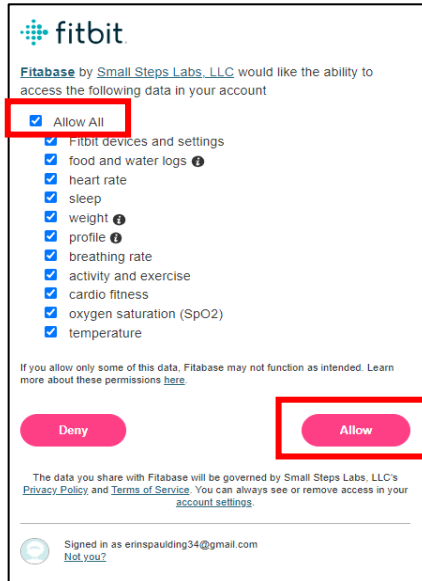 fitbit
Fitabase by Small Steps Labs, LLC would like the ability to
access the following data in your account
Allow All
Fitbit devices and settings
food and water logs
heart rate
sleep
weight
profile
breathing rate
activity and exercise
cardio fitness
oxygen saturation (SpO2)
temperature
If you allow only some of this data, Fitabase may not function as intended. Learn
more about these permissions here.
Deny
Allow
The data you share with Fitabase will be governed by Small Steps Labs, LLC's
Privacy Policy and Terms of Service. You can always see or remove access in your
account settings.
Signed in as erinspaulding34@gmail.com
Not you?